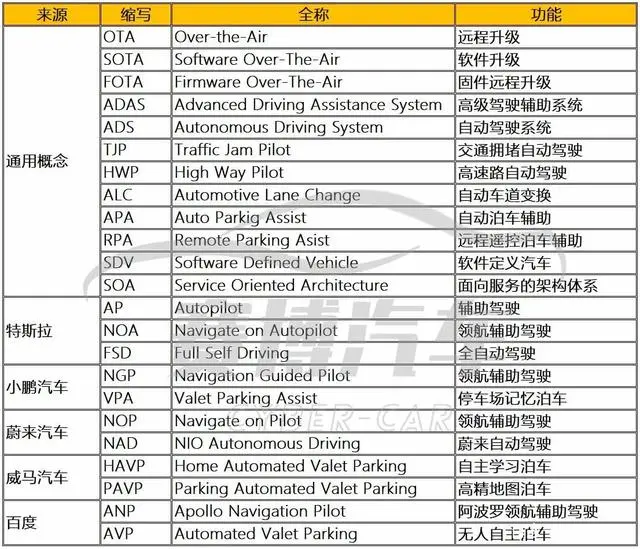 来源 缩写 全称 功能
通用概念 OTA Over-the-Air 远程升级
SOTA Software Over-The-Air 软件升级
FOTA Firmware Over-The-Air 固件远程升级
ADAS Advanced Driving Assistance System 高级驾驶辅助系统
ADS Autonomous Driving System 自动驾驶系统
TJP Traffic Jam Pilot 交通拥堵自动驾驶
HWP High Way Pilot 高速路自动驾驶
ALC Automotive Lane Change 自动车道变换
APA Auto Parkig Assist 自动泊车辅助
RPA Remote Parking Asist 远程遥控泊车辅助
SDV Software Defined Vehicle 软件定义汽车
SOA Service Oriented Architecture 面向服务的架构体系
特斯拉 AP Autopilot 辅助驾驶
NOA Navigate on Autopilot 领航辅助驾驶
FSD Full Self Driving 全自动驾驶
小鹏汽车 NGP Navigation Guided Pilot 领航辅助驾驶
VPA Valet Parking Assist 停车场记忆泊车
CYBER-CAR
蔚来汽车 NOP Navigate on Pilot 领航辅助驾驶
NAD NIO Autonomous Driving 蔚来自动驾驶
威马汽车 HAVP Home Automated Valet Parking 自主学习泊车
PAVP Parking Automated Valet Parking 高精地图泊车
百度 ANP Apollo Navigation Pilot 阿波罗领航辅助驾驶
AVP Automated Valet Parking 无人自主泊车